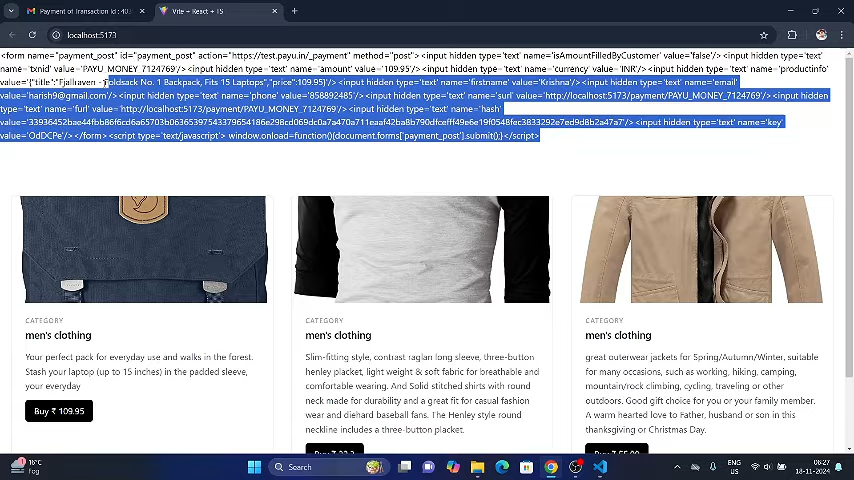 Payment of Transaction Id : 403
Vite + React + TS
localhost:5173
<form name="payment_post" id="payment_post" action="https://test.payu.in/_payment" method="post"><input hidden type="text" name='isAmountFilledByCustomer' value='false'/><input hidden type="text"
name='txnid' value='PAYU_MONEY_7124769'/><input hidden type='text' name='amount' value='109.95'/><input hidden type='text' name='currency' value='INR'/><input hidden type='text' name='productinfo'
value='{"title":"Fjallraven - Foldsack No. 1 Backpack, Fits 15 Laptops","price":109.95}'/><input hidden type='text' name='firstname' value='Krishna'/><input hidden type='text' name='email'
value='harish9@gmail.com'/><input hidden type='text' name='phone' value='858892485'/><input hidden type='text' name='surl' value='http://localhost:5173/payment/PAYU_MONEY_7124769'/><input hidden
type='text' name='furl' value='http://localhost:5173/payment/PAYU_MONEY_7124769'/><input hidden type='text' name='hash'
/><input hidden type='text' name='key'
value='OdDCPe'/></form><script type='text/javascript'> window.onload=function(){document.forms['payment_post'].submit();}</script>
CATEGORY
men's clothing
Your perfect pack for everyday use and walks in the forest.
Stash your laptop (up to 15 inches) in the padded sleeve,
your everyday
Buy ₹ 109.95
CATEGORY
men's clothing
Slim-fitting style, contrast raglan long sleeve, three-button
henley placket, light weight & soft fabric for breathable and
comfortable wearing. And Solid stitched shirts with round
neck made for durability and a great fit for casual fashion
wear and diehard baseball fans. The Henley style round
neckline includes a three-button placket.
Buy ₹ 22.3
CATEGORY
men's clothing
great outerwear jackets for Spring/Autumn/Winter, suitable
for many occasions, such as working, hiking, camping,
mountain/rock climbing, cycling, traveling or other
outdoors. Good gift choice for you or your family member.
A warm hearted love to Father, husband or son in this
thanksgiving or Christmas Day.
Buy ₹ 55.99
16°C
Fog
Search
ENG
US
06:27
18-11-2024